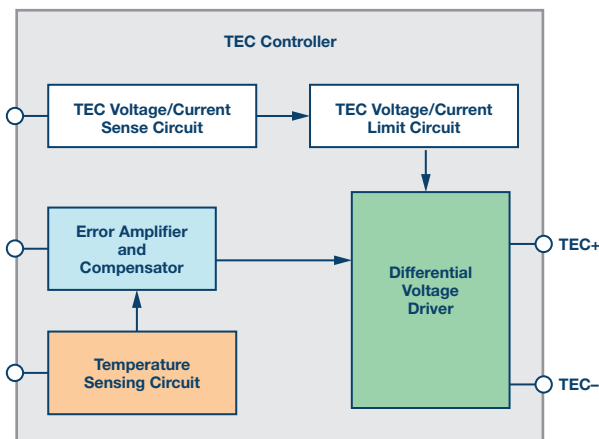 TEC Controller
TEC Voltage/Current
Sense Circuit
TEC Voltage/Current
Limit Circuit
Error Amplifier
and
Compensator
Differential
Voltage
Driver
TEC+
Temperature
Sensing Circuit
TEC–